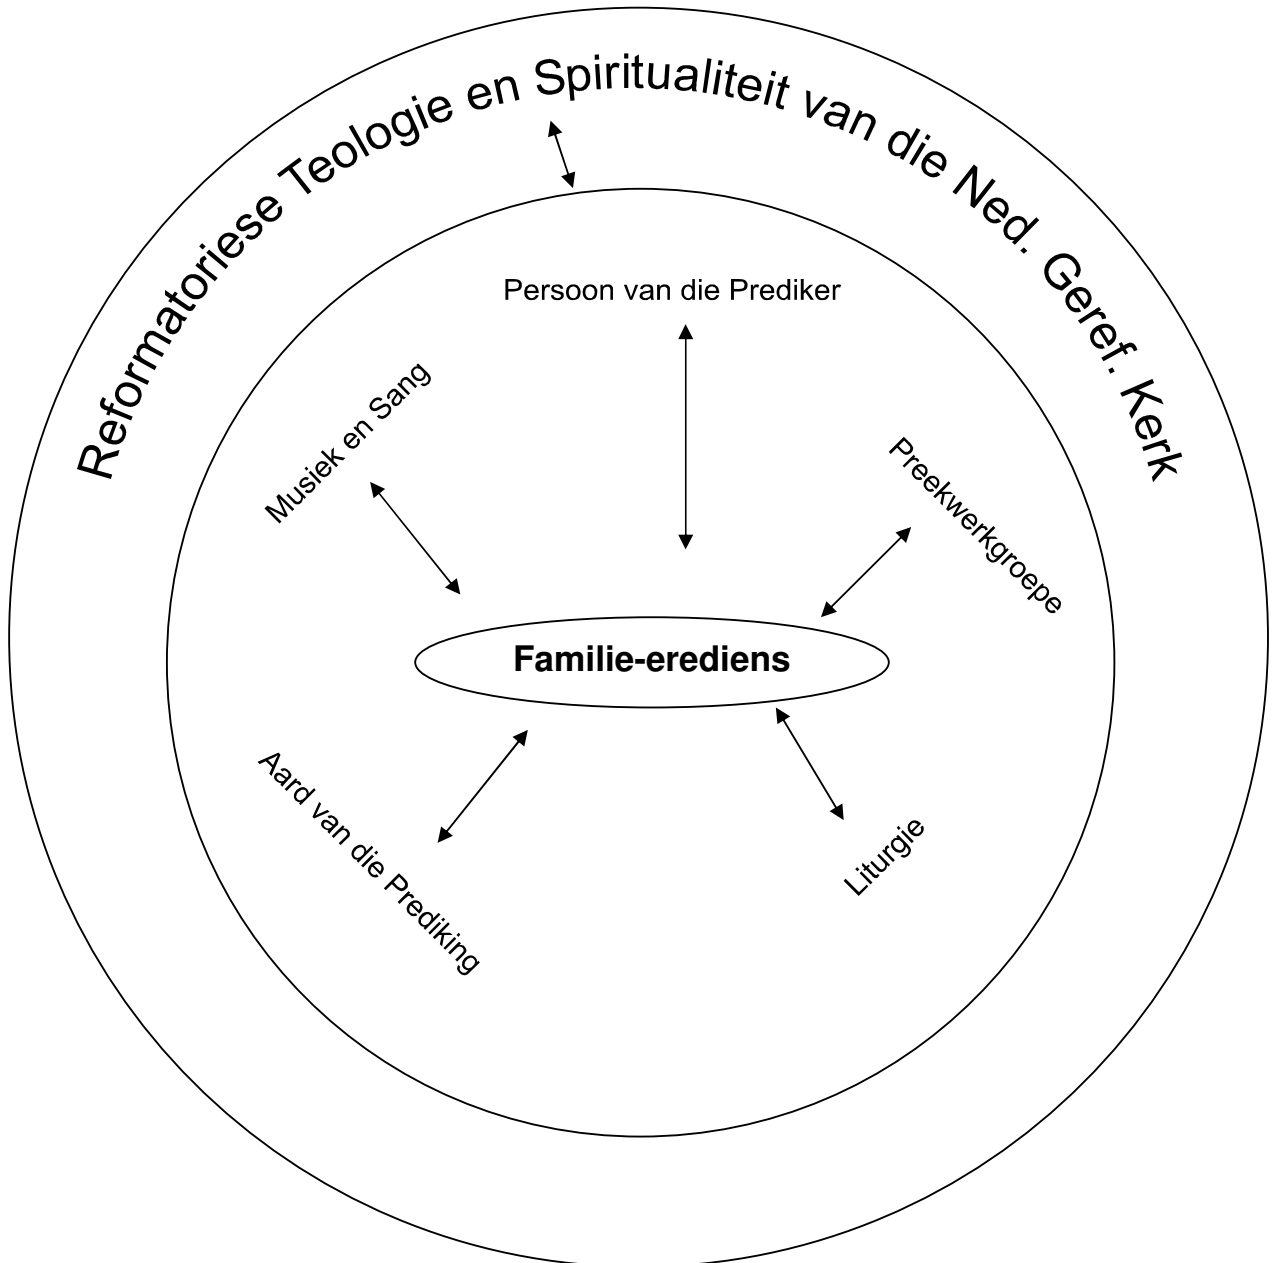 Reformatoriese Teologie en Spiritualiteit van die Ned. Geref. Kerk
Persoon van die Prediker
Musiek en Sang
Preekwerkgroepe
Familie-erediens
Aard van die Prediking
Liturgie